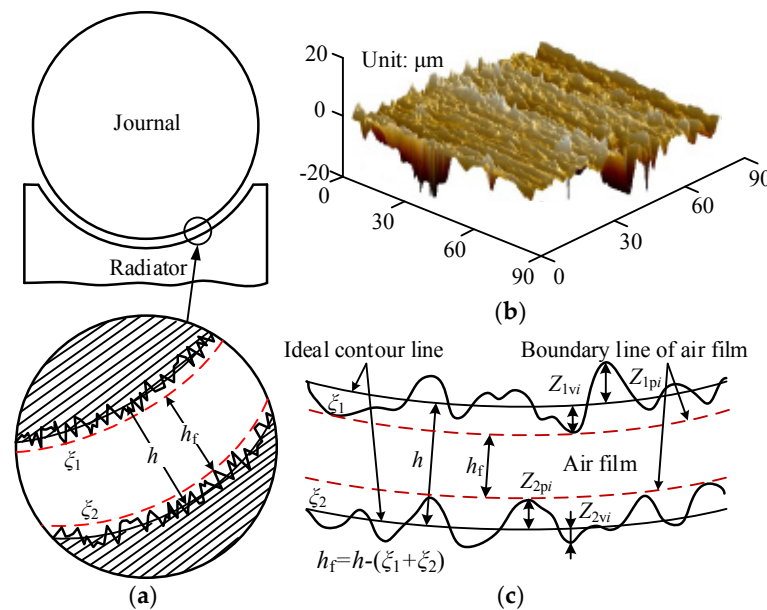 Journal
Radiator
ξ1
h
hf
ξ2
(a)
Unit: μm
20
0
-20
0
30
60
90
0
30
60
90
(b)
Ideal contour line
Boundary line of air film
Z1vi
Z1pi
ξ1
h
hf
Air film
Z2pi
ξ2
Z2vi
hf=h-(ξ1+ξ2)
(c)